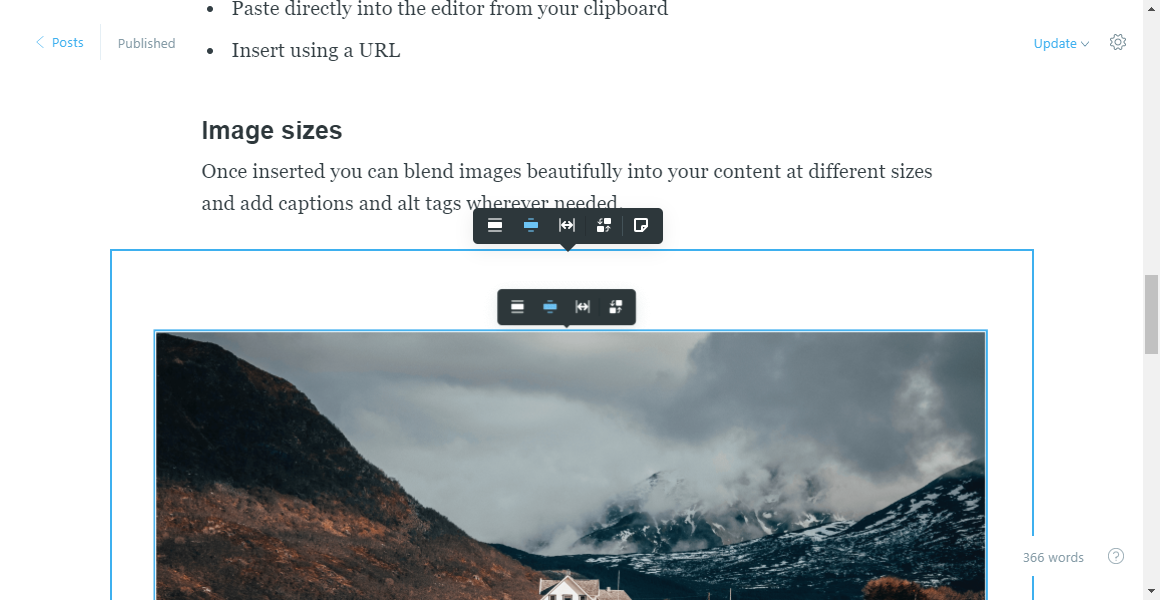 Paste directly into the editor from your clipboard
Posts
Published
Insert using a URL
Update
Image sizes
Once inserted you can blend images beautifully into your content at different sizes
and add captions and alt tags wherever needed.
366 words
?